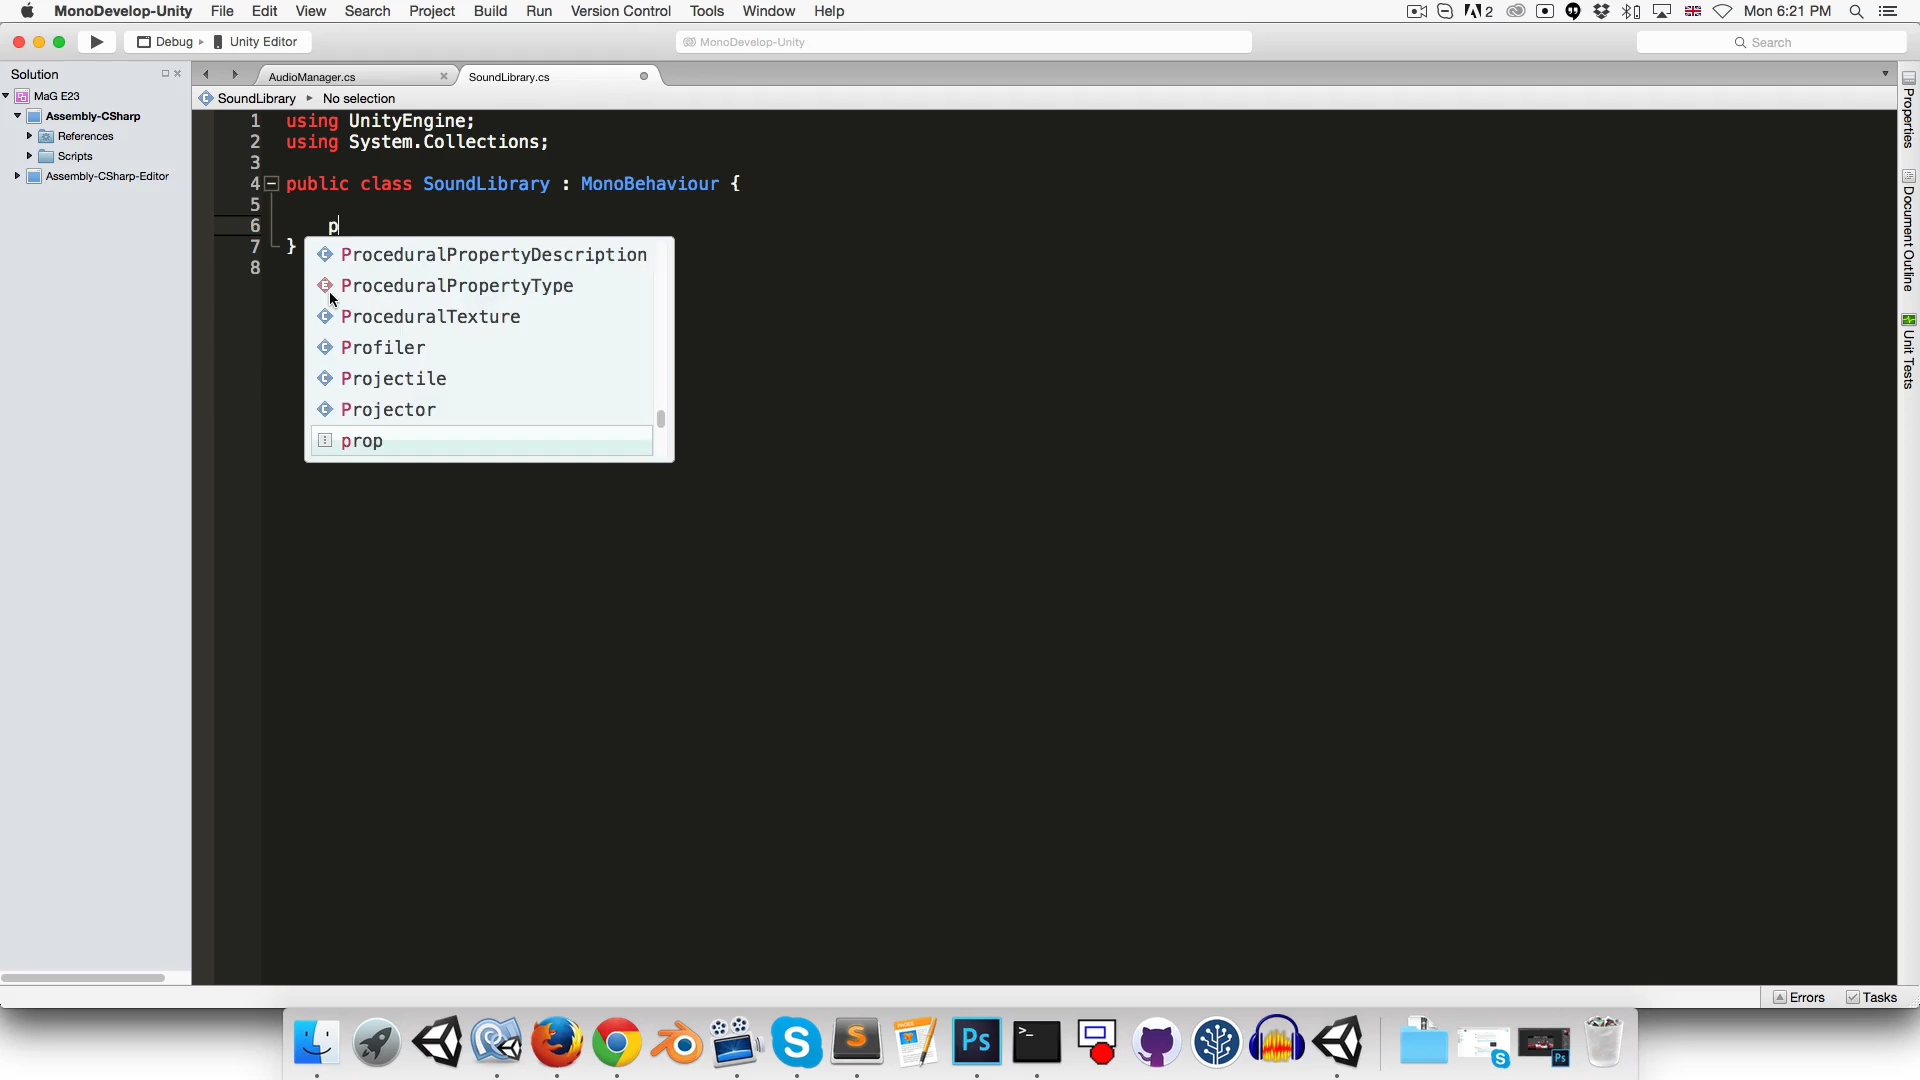 MonoDevelop-Unity File Edit View Search Project Build Run Version Control Tools Window Help 2 Mon 6:21 PM
Debug Unity Editor MonoDevelop-Unity Search
Solution
MaG E23
Assembly-CSharp
References
Scripts
Assembly-CSharp-Editor
AudioManager.cs SoundLibrary.cs
SoundLibrary No selection
1 using UnityEngine;
2 using System.Collections;
3
4 public class SoundLibrary : MonoBehaviour {
5
6 p
7 }
8
ProceduralPropertyDescription
ProceduralPropertyType
ProceduralTexture
Profiler
Projectile
Projector
prop
Properties
Document Outline
Unit Tests
Errors Tasks